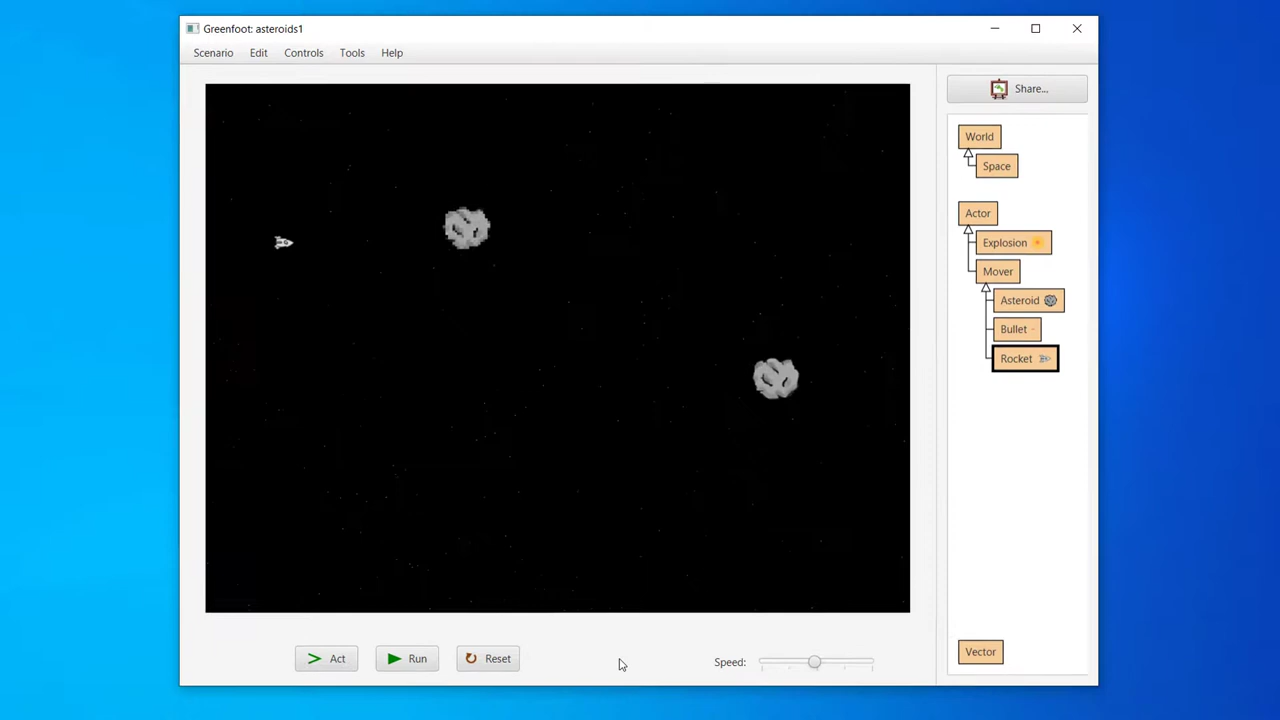 Greenfoot: asteroids1
Scenario Edit Controls Tools Help
Share...
World
Space
Actor
Explosion
Mover
Asteroid
Bullet
Rocket
Vector
Act Run Reset Speed: